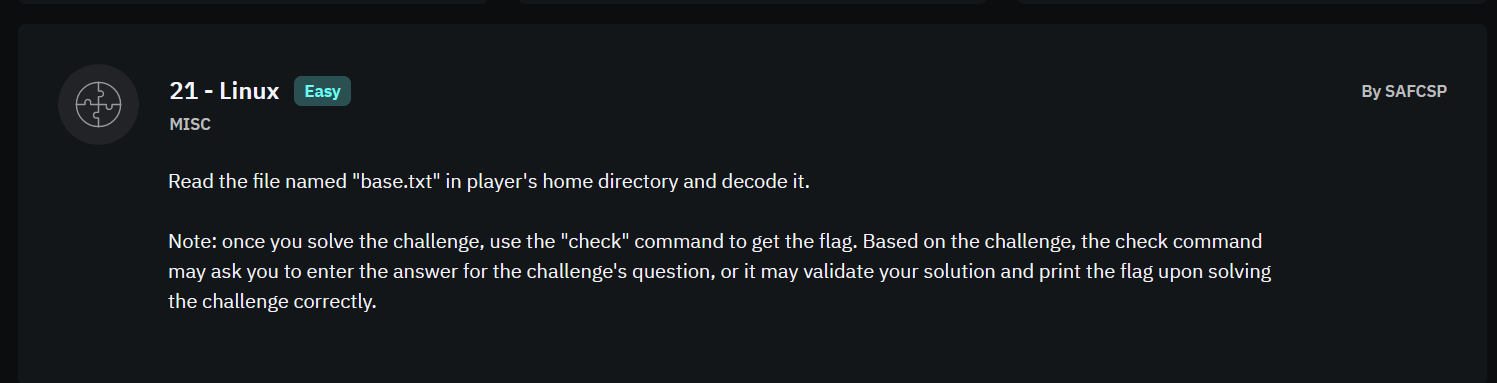 21 - Linux Easy
By SAFCSP
MISC
Read the file named "base.txt" in player's home directory and decode it.
Note: once you solve the challenge, use the "check" command to get the flag. Based on the challenge, the check command
may ask you to enter the answer for the challenge's question, or it may validate your solution and print the flag upon solving
the challenge correctly.